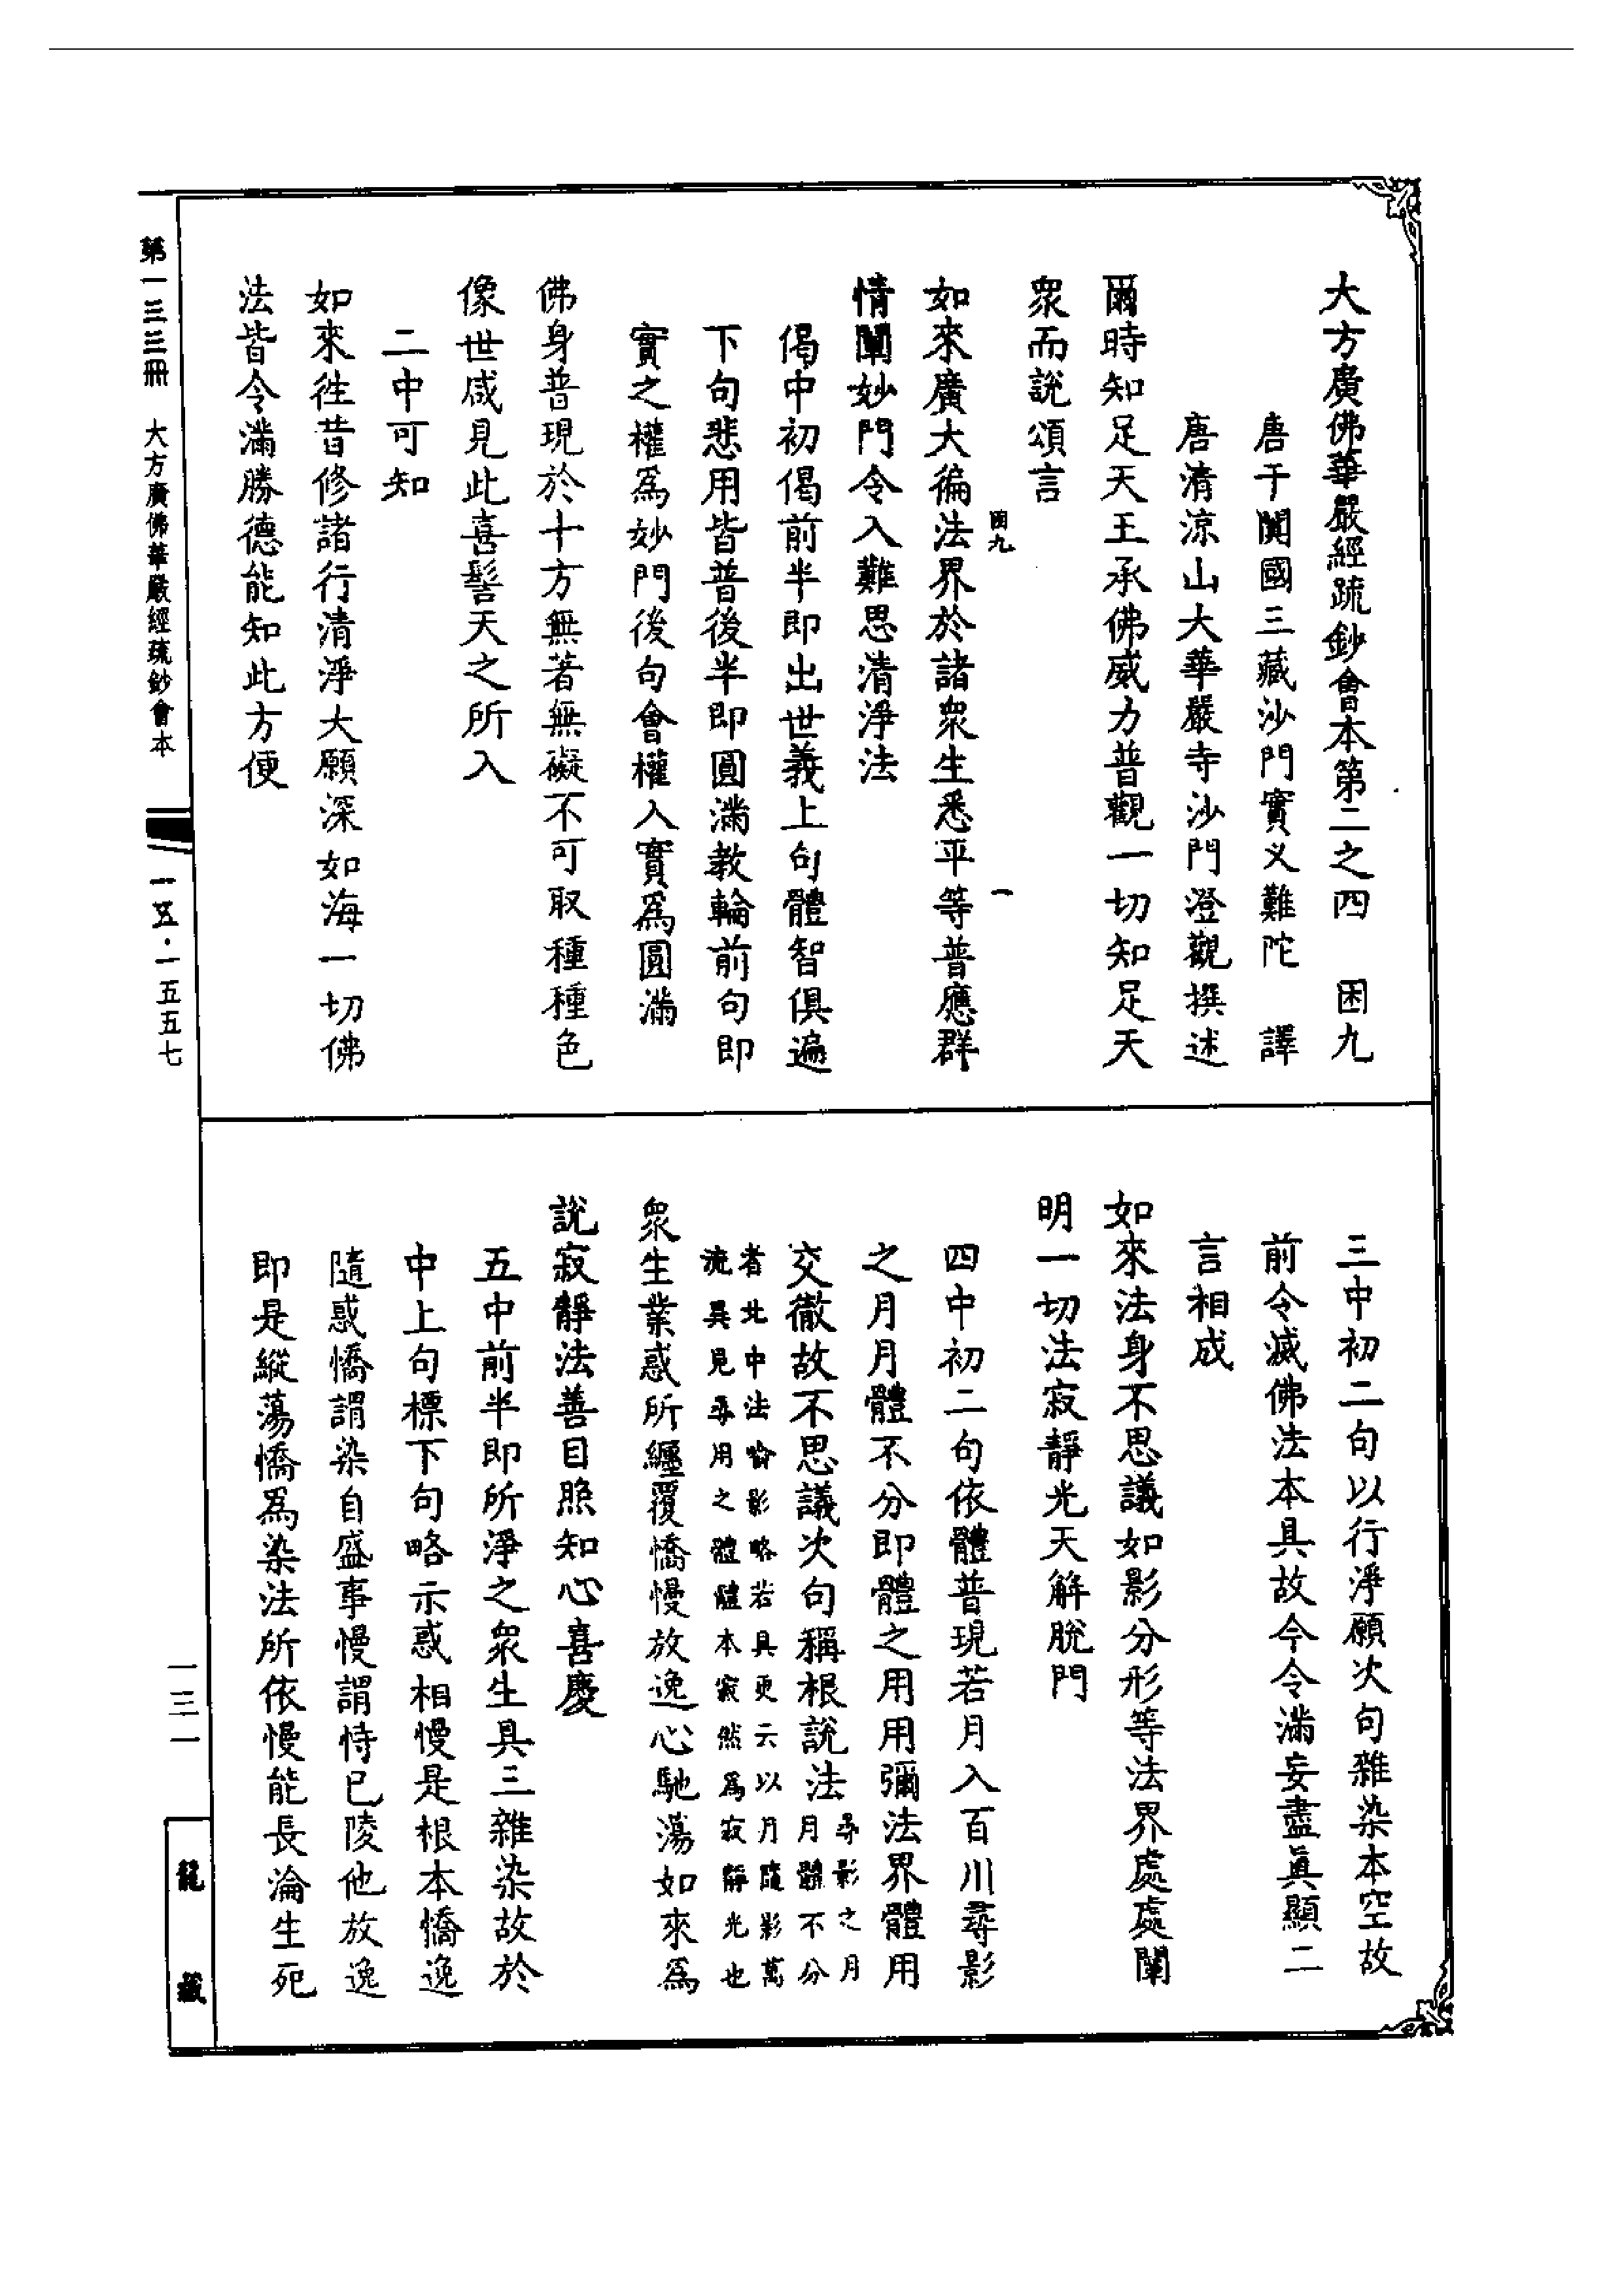 大方廣佛華嚴經疏鈔會本第二之四　困九
唐于闐國三藏沙門實叉難陀　譯
唐清涼山大華嚴寺沙門澄觀撰述
爾時知足天王承佛威力普觀一切知足天
衆而說頌言
困九　一
如來廣大徧法界於諸衆生悉平等普應群
情闡妙門令入難思清淨法
偈中初偈前半即出世義上句體智俱遍
下句悲用皆普後半即圓滿教輪前句即
實之權爲妙門後句會權入實爲圓滿
佛身普現於十方無著無礙不可取種種色
像世咸見此喜髻天之所入
二中可知
如來往昔修諸行清淨大願深如海一切佛
法皆令滿勝德能知此方便
三中初二句以行淨願次句雜染本空故
前令滅佛法本具故今令滿妄盡眞顯二
言相成
如來法身不思議如影分形等法界處處闡
明一切法寂靜光天解脫門
四中初二句依體普現若月入百川尋影
之月月體不分即體之用用彌法界體用
交徹故不思議次句稱根說法尋影之月
月體不分
者此中法喻影略若具更云以月隨影萬
流異見尋用之體體本寂然爲寂靜光也
衆生業惑所纏覆憍慢放逸心馳蕩如來爲
說寂靜法善目照知心喜慶
五中前半即所淨之衆生具三雜染故於
中上句標下句略示惑相慢是根本憍逸
隨惑憍謂染自盛事慢謂恃已陵他放逸
即是縱蕩憍爲染法所依慢能長淪生死
第一三三冊　大方廣佛華嚴經疏鈔會本
一五·一五五七
一三一
龍藏